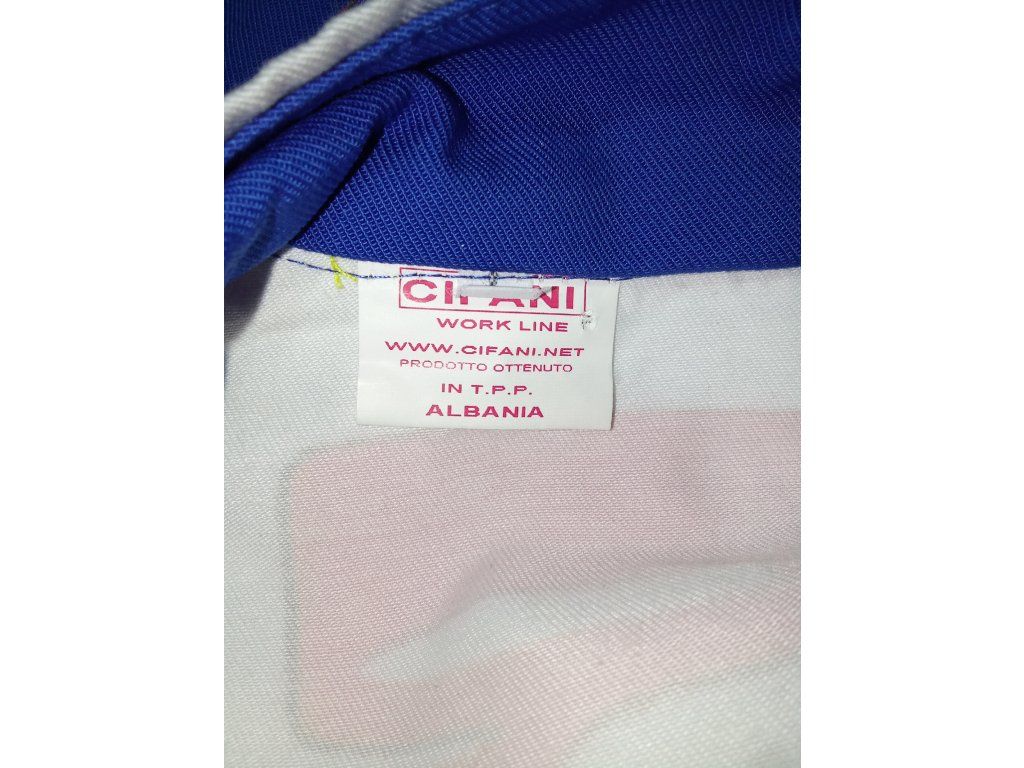 CIFANI
WORK LINE
WWW.CIFANI.NET
PRODOTTO OTTENUTO
IN T.P.P.
ALBANIA